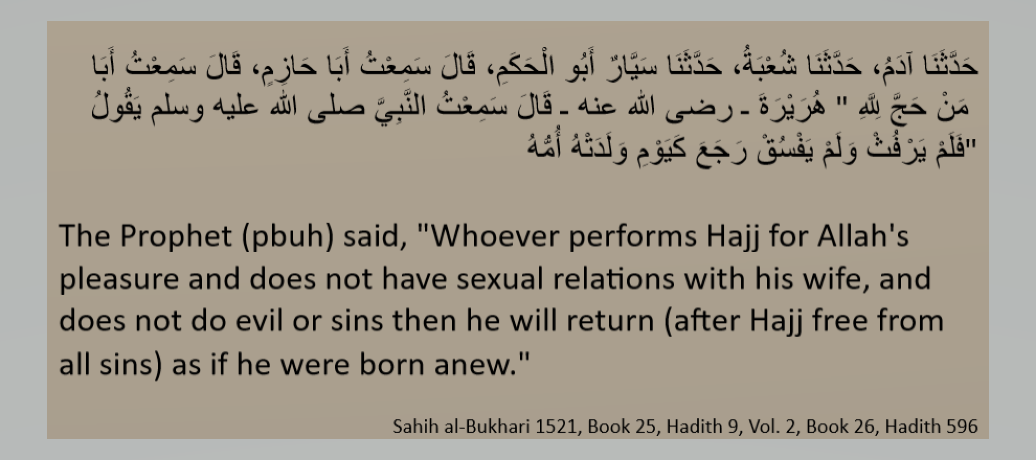 حَدَّثَنَا آدَمُ، حَدَّثَنَا شُعْبَةُ، حَدَّثَنَا سَيَّارٌ أَبُو الْحَكَمِ، قَالَ سَمِعْتُ أَبَا حَازِمٍ، قَالَ سَمِعْتُ أَبَا
مَنْ حَجَّ لِلَّهِ " هُرَيْرَةَ ـ رضى الله عنه ـ قَالَ سَمِعْتُ النَّبِيَّ صلى الله عليه وسلم يَقُولُ
"فَلَمْ يَرْفُثْ وَلَمْ يَفْسُقْ رَجَعَ كَيَوْمِ وَلَدَتْهُ أُمُّهُ
The Prophet (pbuh) said, "Whoever performs Hajj for Allah's
pleasure and does not have sexual relations with his wife, and
does not do evil or sins then he will return (after Hajj free from
all sins) as if he were born anew."
Sahih al-Bukhari 1521, Book 25, Hadith 9, Vol. 2, Book 26, Hadith 596